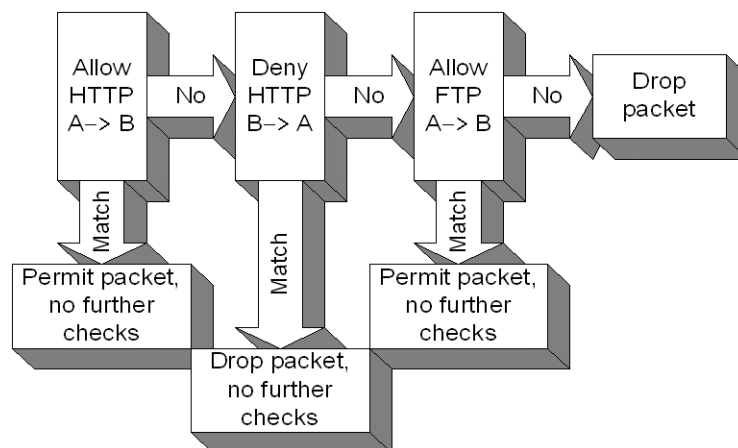 Allow
HTTP
A–> B
No
Deny
HTTP
B–> A
No
Allow
FTP
A–> B
No
Drop
packet
Match
Match
Match
Permit packet,
no further
checks
Drop packet,
no further
checks
Permit packet,
no further
checks